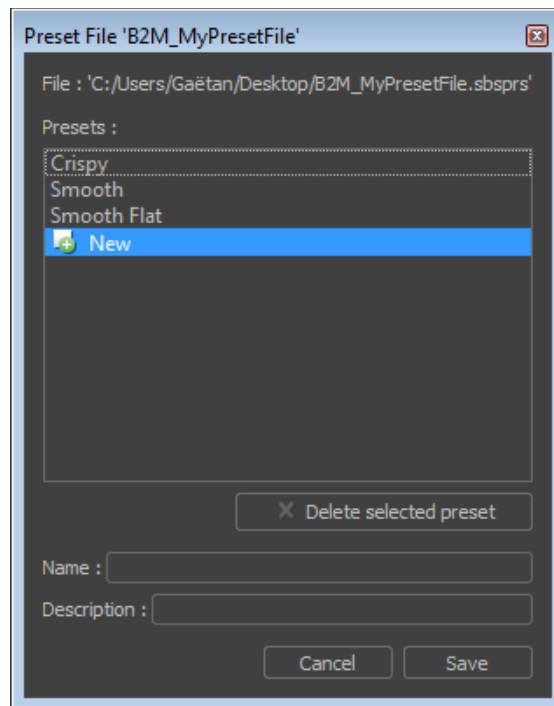 Preset File 'B2M_MyPresetFile'
File : 'C:/Users/Gaëtan/Desktop/B2M_MyPresetFile.sbsprs'
Presets :
Crispy
Smooth
Smooth Flat
New
Delete selected preset
Name :
Description :
Cancel Save